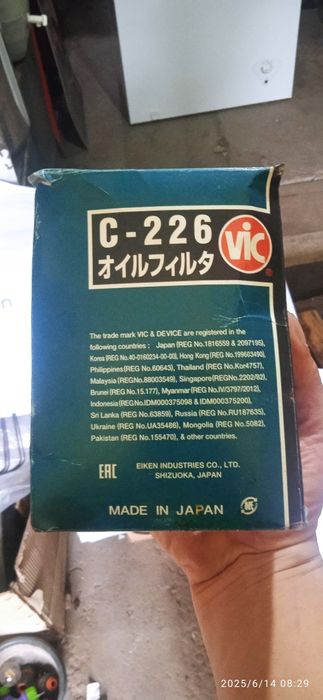 C-226
オイルフィルタ
VIC
®
The trade mark VIC & DEVICE are registered in the
following countries : Japan (REG No.1816559 & 2097195),
Korea (REG No.40-0160234-00-00), Hong Kong (REG No.199603490),
Philippines (REG No.60643), Thailand (REG No.Kor4757),
Malaysia (REG No.88003549), Singapore (REG No.2202/82),
Brunei (REG No.15.177), Myanmar (REG No.IV/3797/2012),
Indonesia (REG No.IDM000375098 & IDM000375200),
Sri Lanka (REG No.63859), Russia (REG No.RU187635),
Ukraine (REG No.UA35486), Mongolia (REG No.5082),
Pakistan (REG No.155470), & other countries.
EAC
EIKEN INDUSTRIES CO., LTD.
SHIZUOKA, JAPAN
MADE IN JAPAN
2025/6/14 08:29